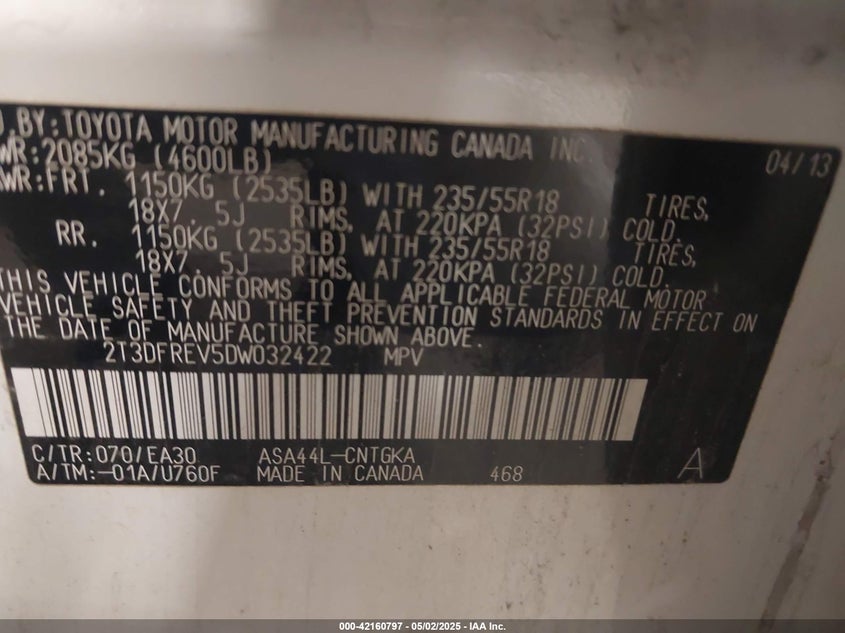 D.BY:TOYOTA MOTOR MANUFACTURING CANADA INC. 04/13
WR:2085KG (4600LB)
WR:FRT. 1150KG (2535LB) WITH 235/55R18 TIRES,
18X7.5J RIMS, AT 220KPA (32PSI) COLD.
RR. 1150KG (2535LB) WITH 235/55R18 TIRES,
18X7.5J RIMS, AT 220KPA (32PSI) COLD.
THIS VEHICLE CONFORMS TO ALL APPLICABLE FEDERAL MOTOR
VEHICLE SAFETY AND THEFT PREVENTION STANDARDS IN EFFECT ON
THE DATE OF MANUFACTURE SHOWN ABOVE.
2T3DFREV5DW032422 MPV
C/TR:070/EA30 ASA44L-CNTGKA
A/TM:-01A/U760F MADE IN CANADA 468 A
000-42160797 - 05/02/2025 - IAA Inc.